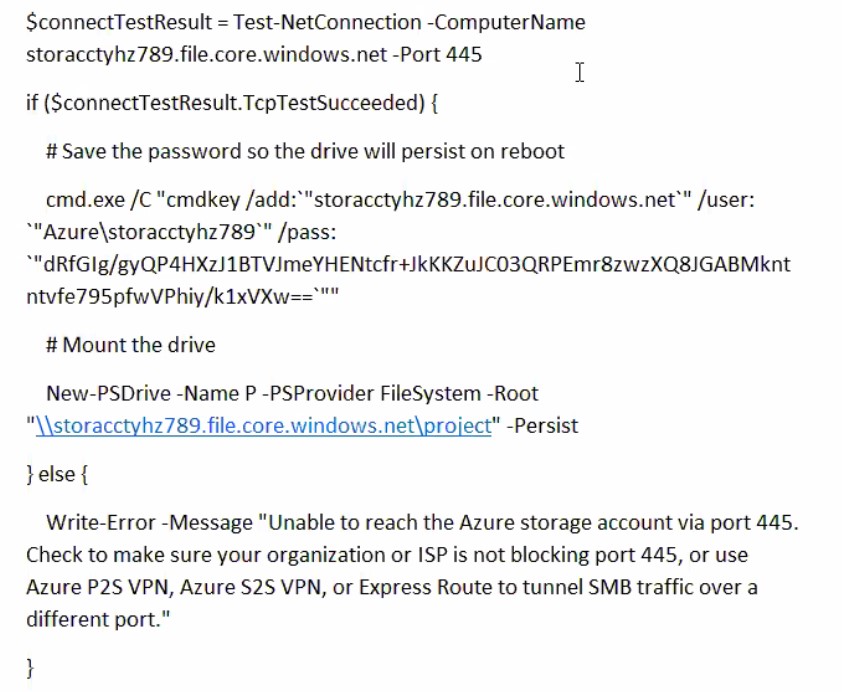 $connectTestResult = Test-NetConnection -ComputerName
storacctyhz789.file.core.windows.net -Port 445
if ($connectTestResult.TcpTestSucceeded) {
# Save the password so the drive will persist on reboot
cmd.exe /C "cmdkey /add:`"storacctyhz789.file.core.windows.net`" /user:
`"Azure\storacctyhz789`" /pass:
`"dRfGIg/gyQP4HXzJ1BTVJmeYHENtcfr+JkKKZuJC03QRPEmr8zwzXQ8JGABMknt
ntvfe795pfwVPhiy/k1xVXw==`""
# Mount the drive
New-PSDrive -Name P -PSProvider FileSystem -Root
"\\storacctyhz789.file.core.windows.net\project" -Persist
} else {
Write-Error -Message "Unable to reach the Azure storage account via port 445.
Check to make sure your organization or ISP is not blocking port 445, or use
Azure P2S VPN, Azure S2S VPN, or Express Route to tunnel SMB traffic over a
different port."
}